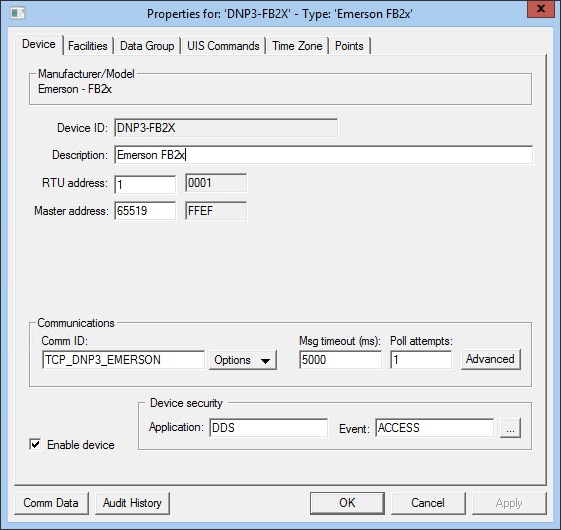 Properties for: 'DNP3-FB2X' - Type: 'Emerson FB2x'
x
Device Facilities Data Group UIS Commands Time Zone Points
Manufacturer/Model
Emerson - FB2x
Device ID: DNP3-FB2X
Description: Emerson FB2x
RTU address: 1 0001
Master address: 65519 FFEF
Communications
Comm ID: Msg timeout (ms): Poll attempts:
TCP_DNP3_EMERSON Options 5000 1 Advanced
Device security
Application: DDS Event: ACCESS ...
Enable device
Comm Data Audit History OK Cancel Apply